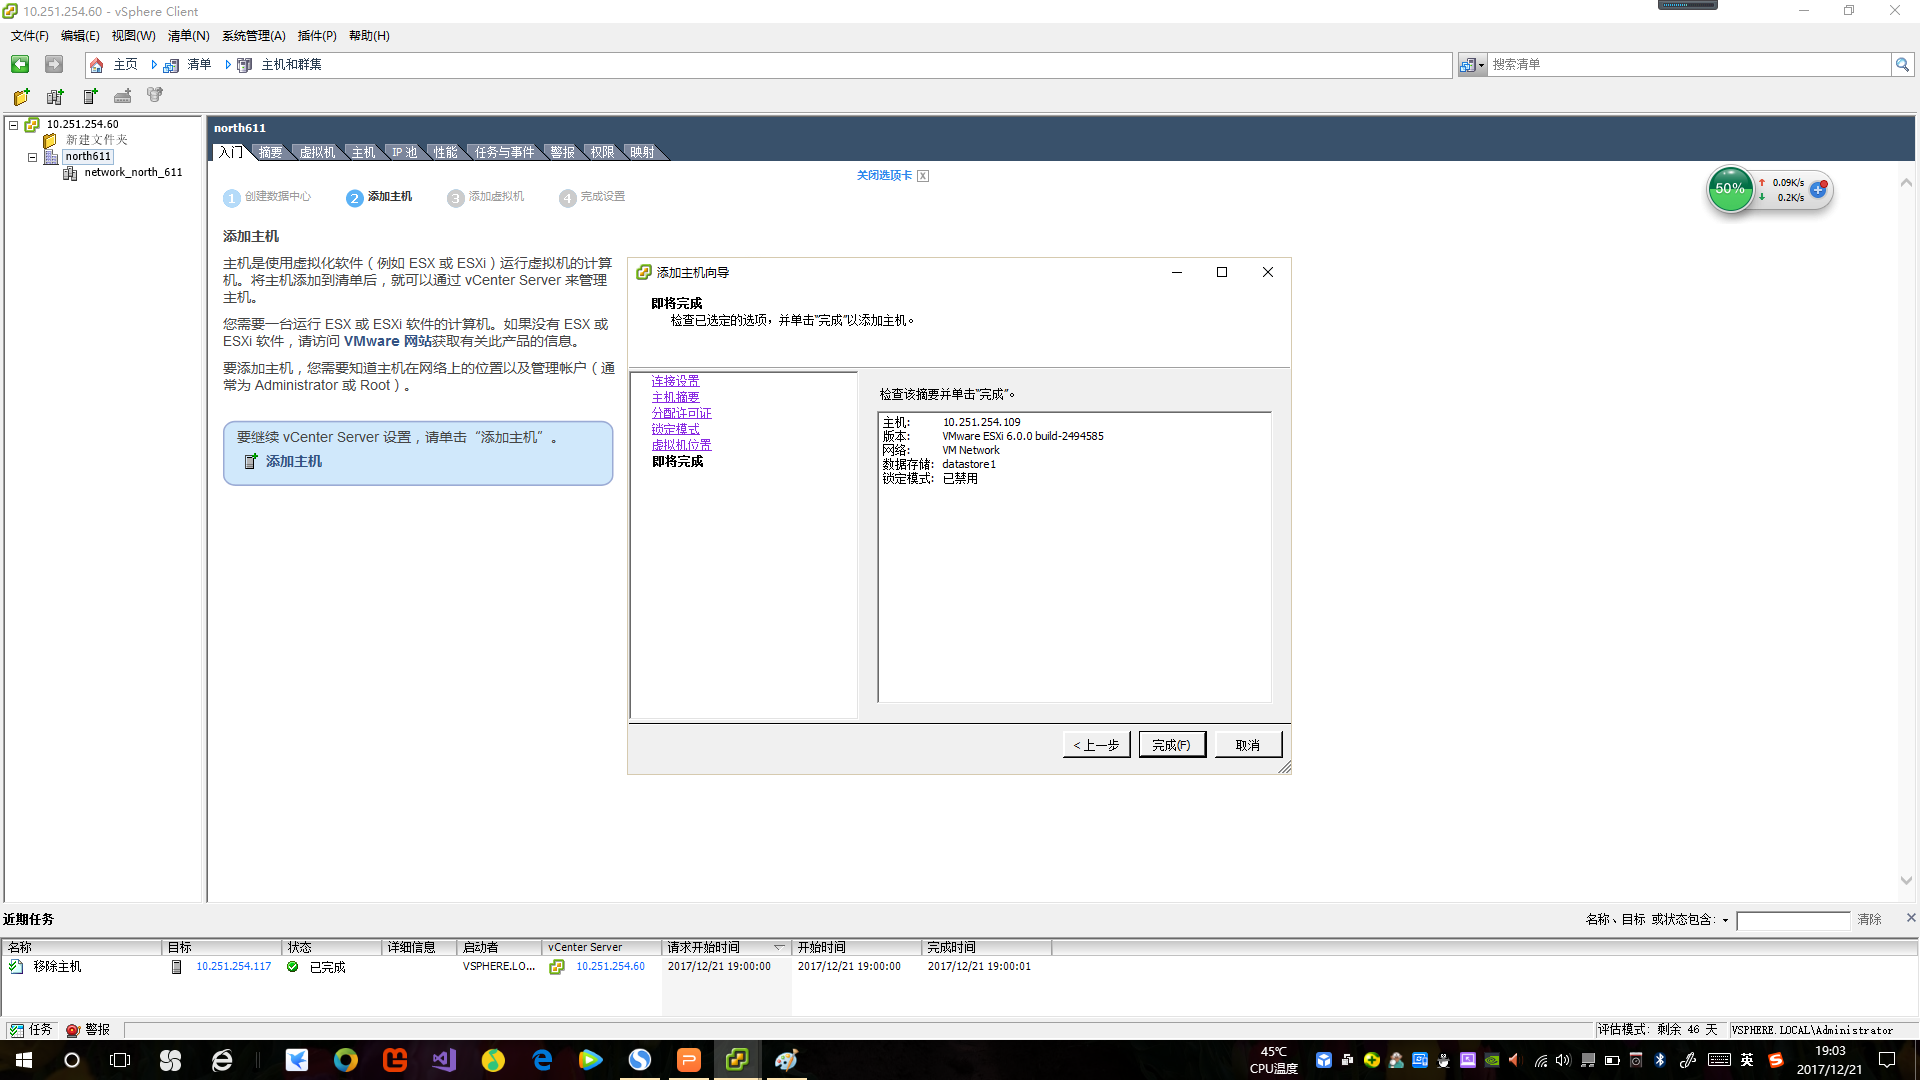 10.251.254.60 - vSphere Client
文件(F) 编辑(E) 视图(W) 清单(N) 系统管理(A) 插件(P) 帮助(H)
主页 清单 主机和群集
搜索清单
10.251.254.60
新建文件夹
north611
network_north_611
north611
入门 摘要 虚拟机 主机 IP 池 性能 任务与事件 警报 权限 映射
关闭选项卡 X
1 创建数据中心 2 添加主机 3 添加虚拟机 4 完成设置
50% 0.09K/s
0.2K/s
添加主机
主机是使用虚拟化软件（例如 ESX 或 ESXi）运行虚拟机的计算
机。将主机添加到清单后，就可以通过 vCenter Server 来管理
主机。
您需要一台运行 ESX 或 ESXi 软件的计算机。如果没有 ESX 或
ESXi 软件，请访问 VMware 网站获取有关此产品的信息。
要添加主机，您需要知道主机在网络上的位置以及管理帐户（通
常为 Administrator 或 Root）。
要继续 vCenter Server 设置，请单击“添加主机”。
添加主机
添加主机向导
即将完成
检查已选定的选项，并单击"完成"以添加主机。
连接设置
主机摘要
分配许可证
锁定模式
虚拟机位置
即将完成
检查该摘要并单击"完成"。
主机: 10.251.254.109
版本: VMware ESXi 6.0.0 build-2494585
网络: VM Network
数据存储: datastore1
锁定模式: 已禁用
< 上一步 完成(F) 取消
近期任务
名称、目标 或状态包含: 清除
名称 目标 状态 详细信息 启动者 vCenter Server 请求开始时间 开始时间 完成时间
移除主机 10.251.254.117 已完成 VSPHERE.LO... 10.251.254.60 2017/12/21 19:00:00 2017/12/21 19:00:00 2017/12/21 19:00:01
任务 警报
评估模式: 剩余 46 天 VSPHERE.LOCAL\Administrator
45℃
CPU温度
英
19:03
2017/12/21